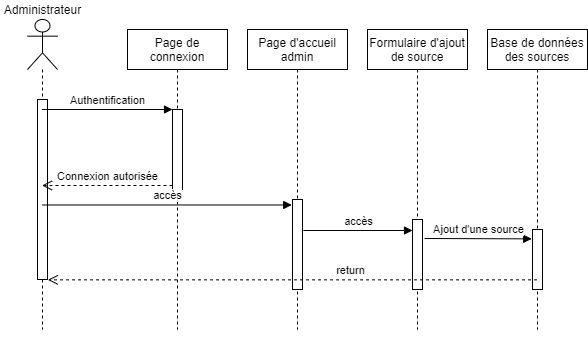 Administrateur
Page de
connexion
Page d'accueil
admin
Formulaire d'ajout
de source
Base de données
des sources
Authentification
Connexion autorisée
accès
accès
Ajout d'une source
return